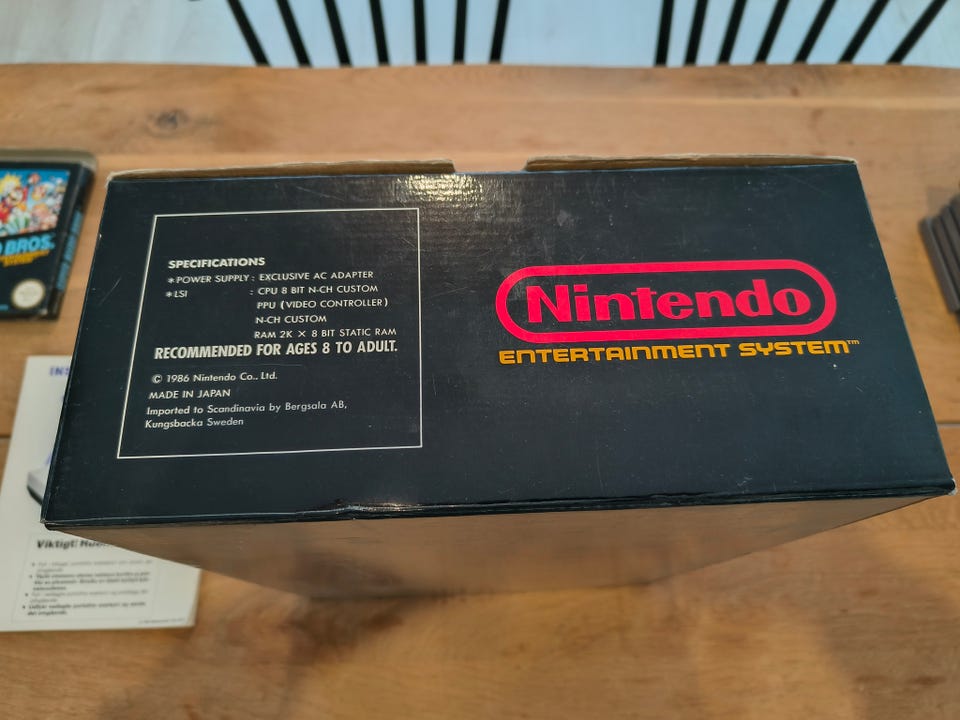 SPECIFICATIONS
*POWER SUPPLY : EXCLUSIVE AC ADAPTER
*LSI : CPU 8 BIT N-CH CUSTOM
PPU (VIDEO CONTROLLER)
N-CH CUSTOM
RAM 2K X 8 BIT STATIC RAM
RECOMMENDED FOR AGES 8 TO ADULT.
© 1986 Nintendo Co., Ltd.
MADE IN JAPAN
Imported to Scandinavia by Bergsala AB,
Kungsbacka Sweden
Nintendo
ENTERTAINMENT SYSTEM™
BROS.
Viktigt!